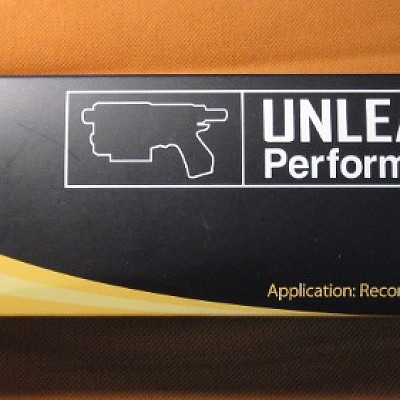 UNLEA
Perform
Application: Recor